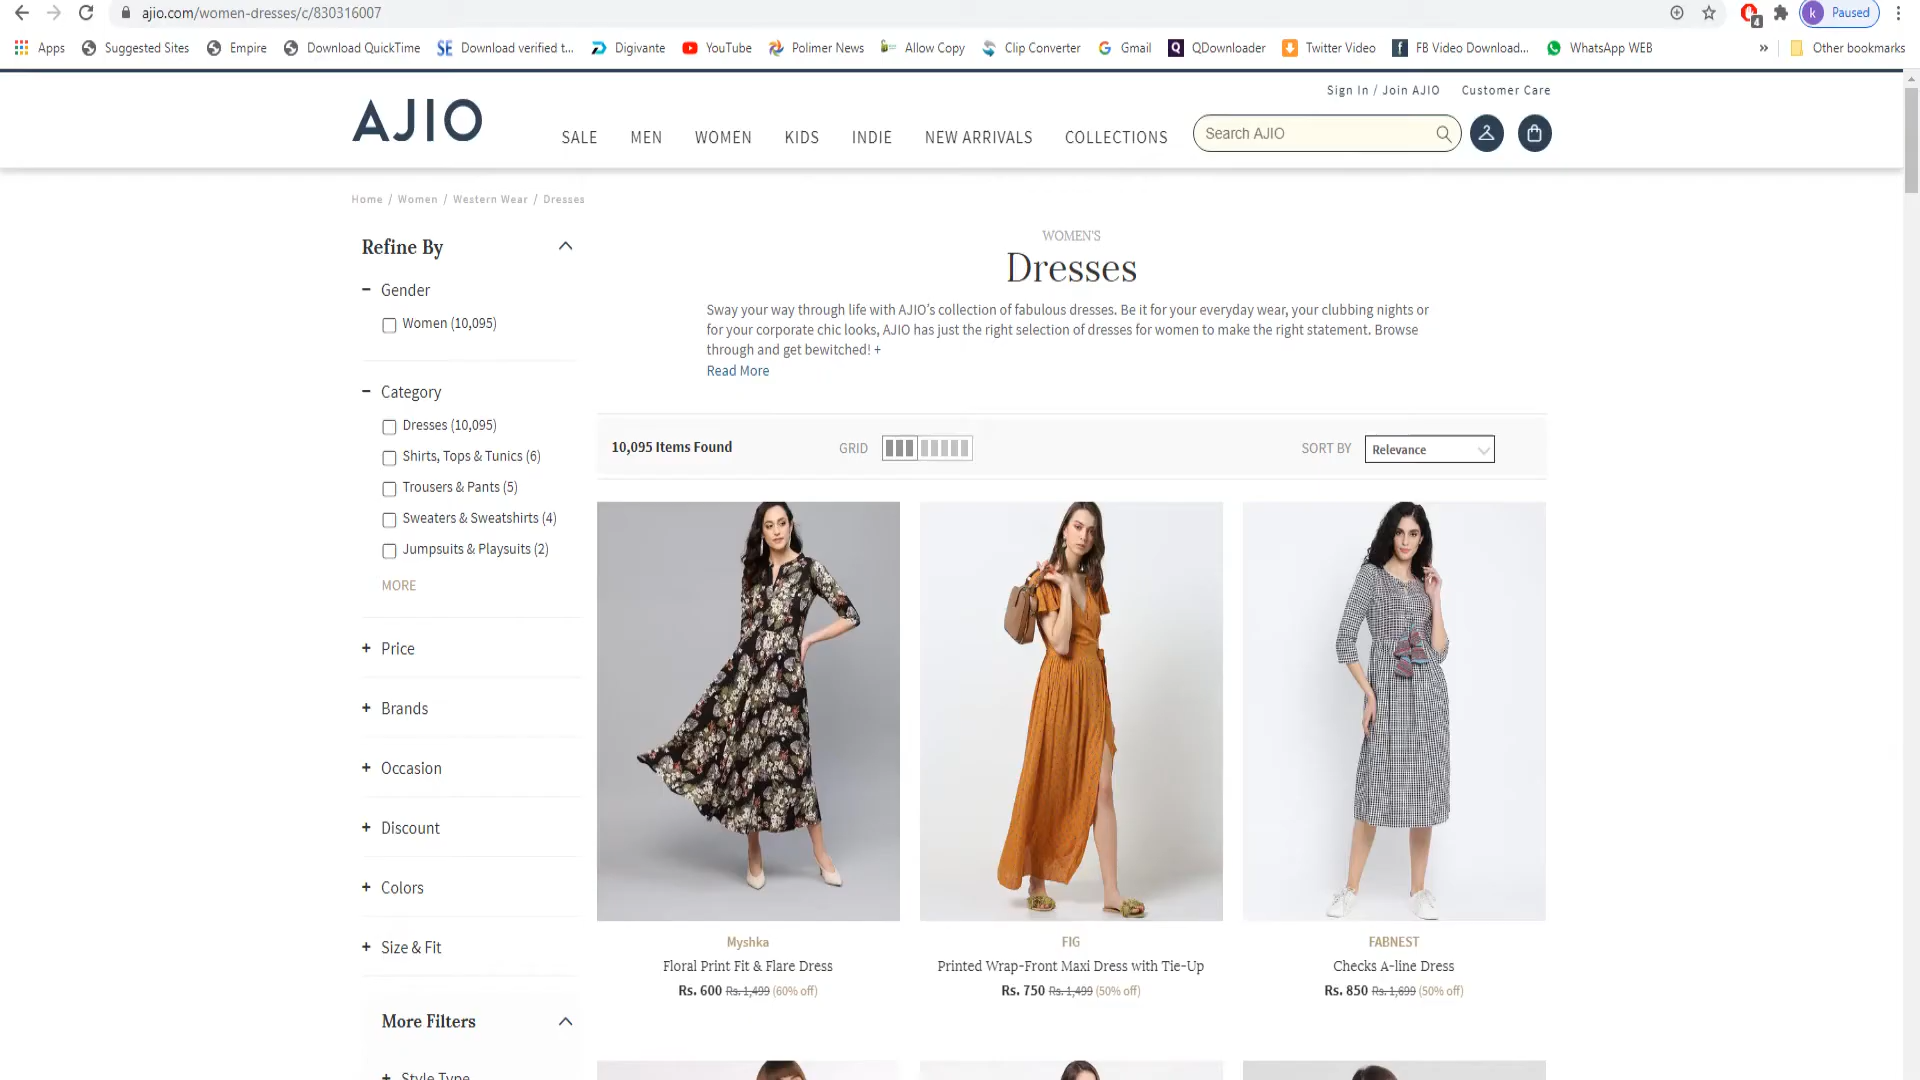 ajio.com/women-dresses/c/830316007
4
k
Paused
Apps
Suggested Sites
Empire
Download QuickTime
SE
Download verified t...
Digivante
YouTube
Polimer News
Allow Copy
Clip Converter
Gmail
QDownloader
Twitter Video
FB Video Download...
WhatsApp WEB
»
Other bookmarks
Sign In / Join AJIO
Customer Care
AJIO
SALE
MEN
WOMEN
KIDS
INDIE
NEW ARRIVALS
COLLECTIONS
Search AJIO
Home / Women / Western Wear / Dresses
Refine By
Gender
Women (10,095)
Category
Dresses (10,095)
Shirts, Tops & Tunics (6)
Trousers & Pants (5)
Sweaters & Sweatshirts (4)
Jumpsuits & Playsuits (2)
MORE
+ Price
+ Brands
+ Occasion
+ Discount
+ Colors
+ Size & Fit
More Filters
+ Style Type
WOMEN'S
Dresses
Sway your way through life with AJIO's collection of fabulous dresses. Be it for your everyday wear, your clubbing nights or
for your corporate chic looks, AJIO has just the right selection of dresses for women to make the right statement. Browse
through and get bewitched! +
Read More
10,095 Items Found
GRID
SORT BY
Relevance
Myshka
Floral Print Fit & Flare Dress
Rs. 600 Rs. 1,499 (60% off)
FIG
Printed Wrap-Front Maxi Dress with Tie-Up
Rs. 750 Rs. 1,499 (50% off)
FABNEST
Checks A-line Dress
Rs. 850 Rs. 1,699 (50% off)